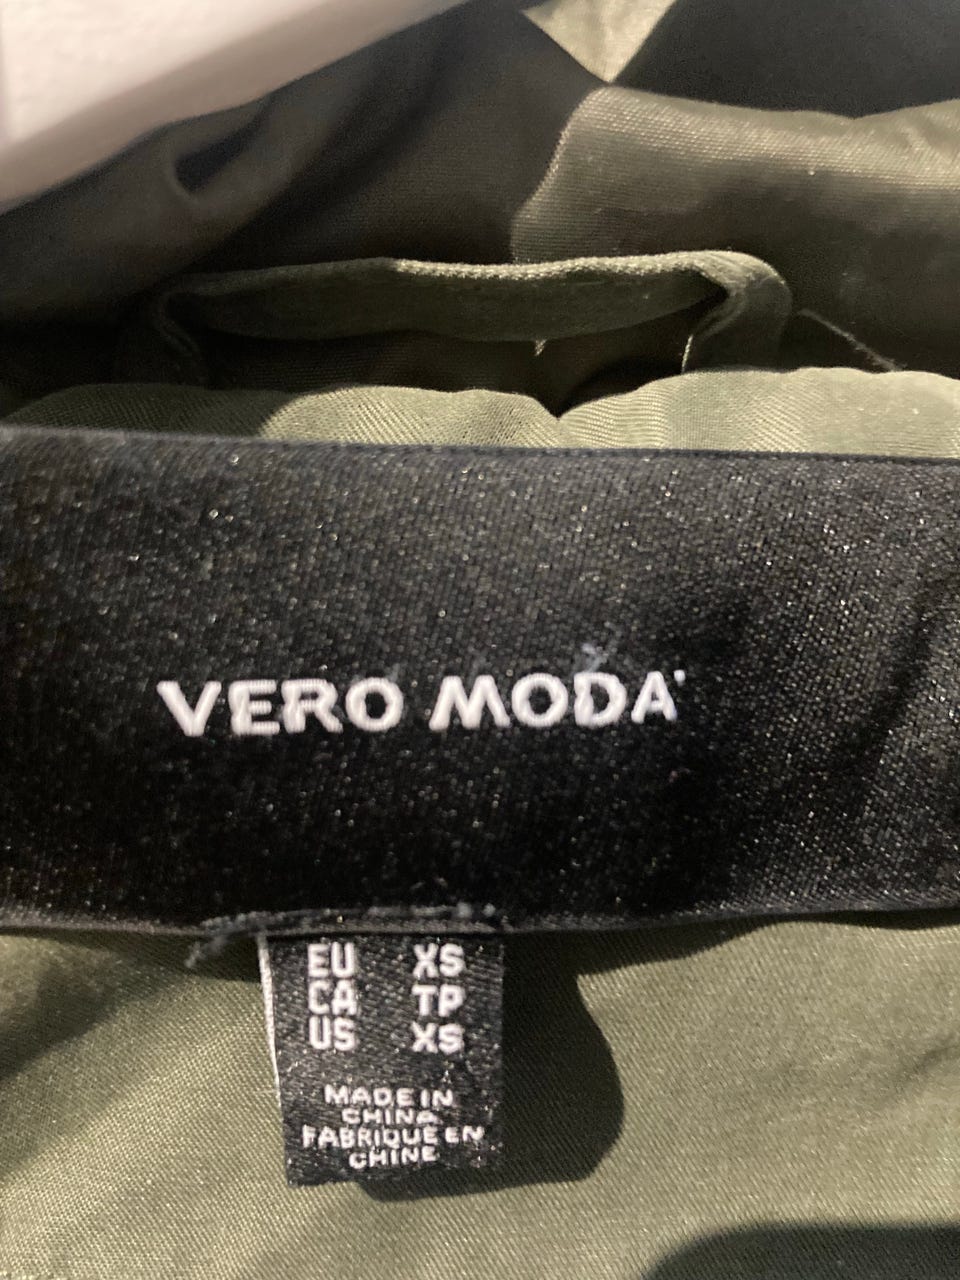 VERO MODA
EU XS
CA TP
US XS
MADE IN
CHINA
FABRIQUÉ EN
CHINE